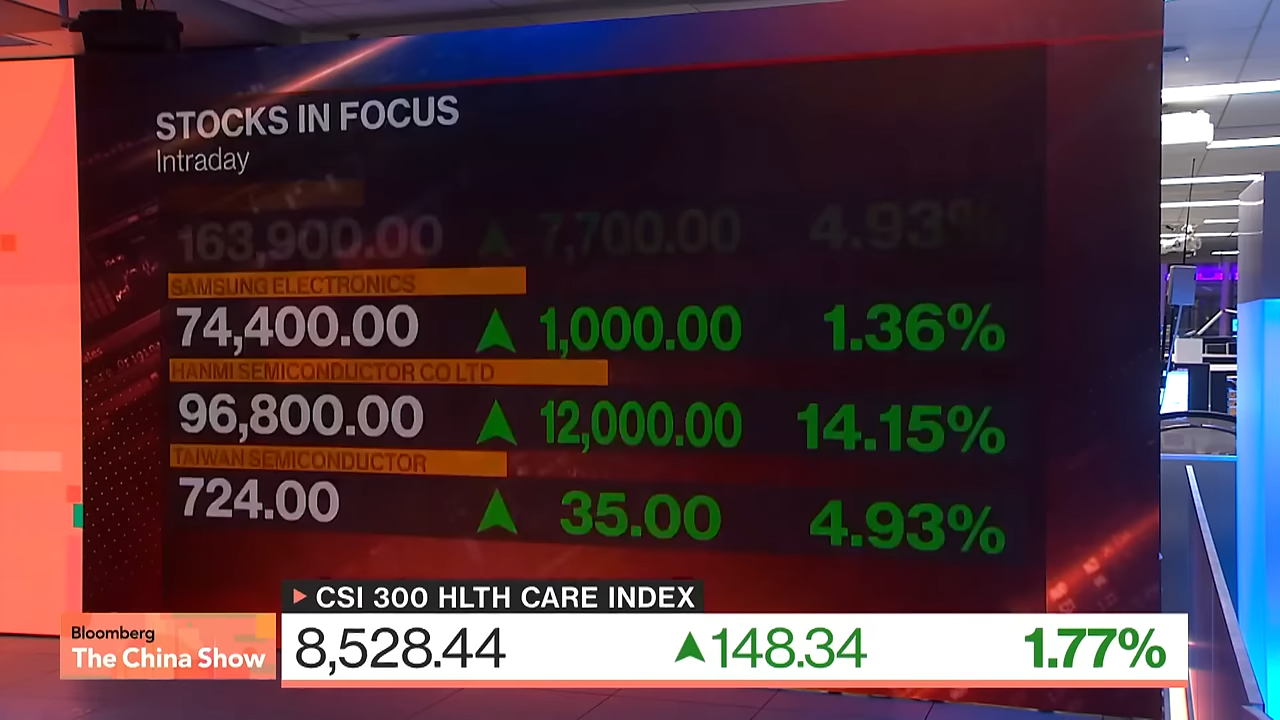 STOCKS IN FOCUS
Intraday
163,900.00 ▲ 7,700.00 4.93%
SAMSUNG ELECTRONICS
74,400.00 ▲ 1,000.00 1.36%
HANMI SEMICONDUCTOR CO LTD
96,800.00 ▲ 12,000.00 14.15%
TAIWAN SEMICONDUCTOR
724.00 ▲ 35.00 4.93%
CSI 300 HLTH CARE INDEX
Bloomberg
The China Show
8,528.44 ▲ 148.34 1.77%